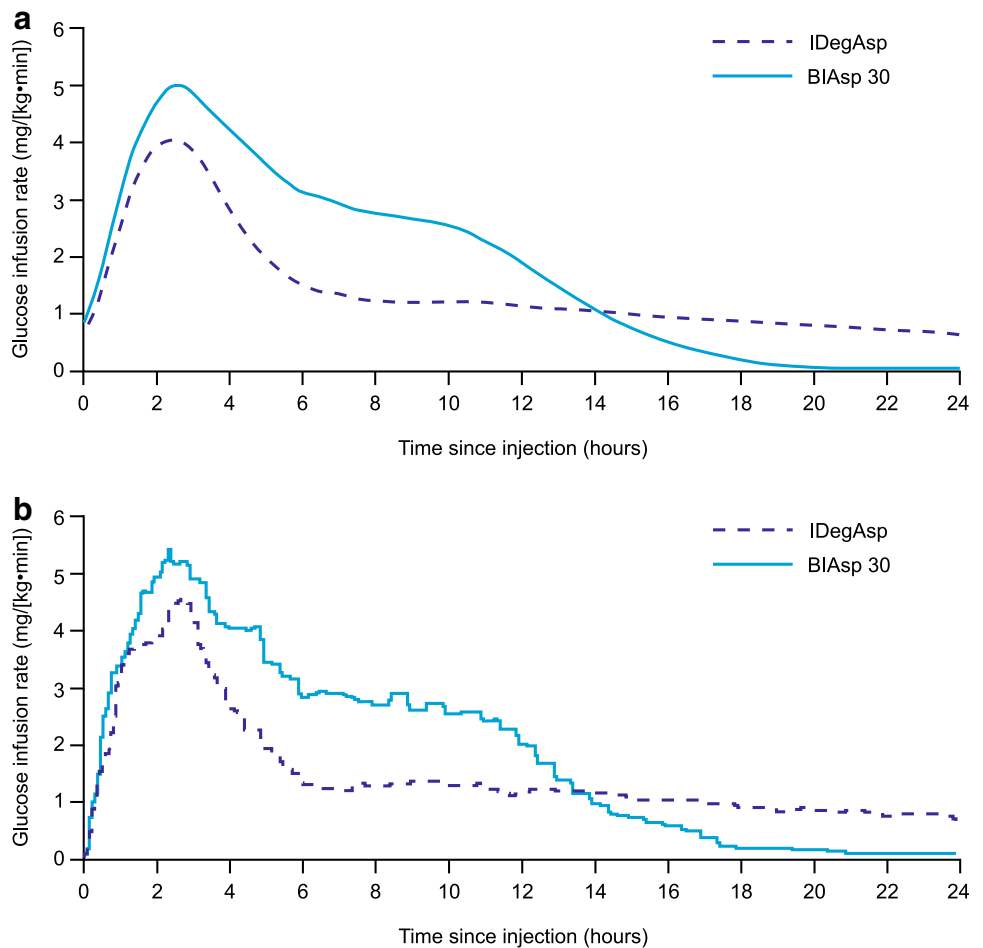 a
IDegAsp
BIAsp 30
Glucose infusion rate (mg/[kg•min])
6
5
4
3
2
1
0
0 2 4 6 8 10 12 14 16 18 20 22 24
Time since injection (hours)
b
IDegAsp
BIAsp 30
Glucose infusion rate (mg/[kg•min])
6
5
4
3
2
1
0
0 2 4 6 8 10 12 14 16 18 20 22 24
Time since injection (hours)